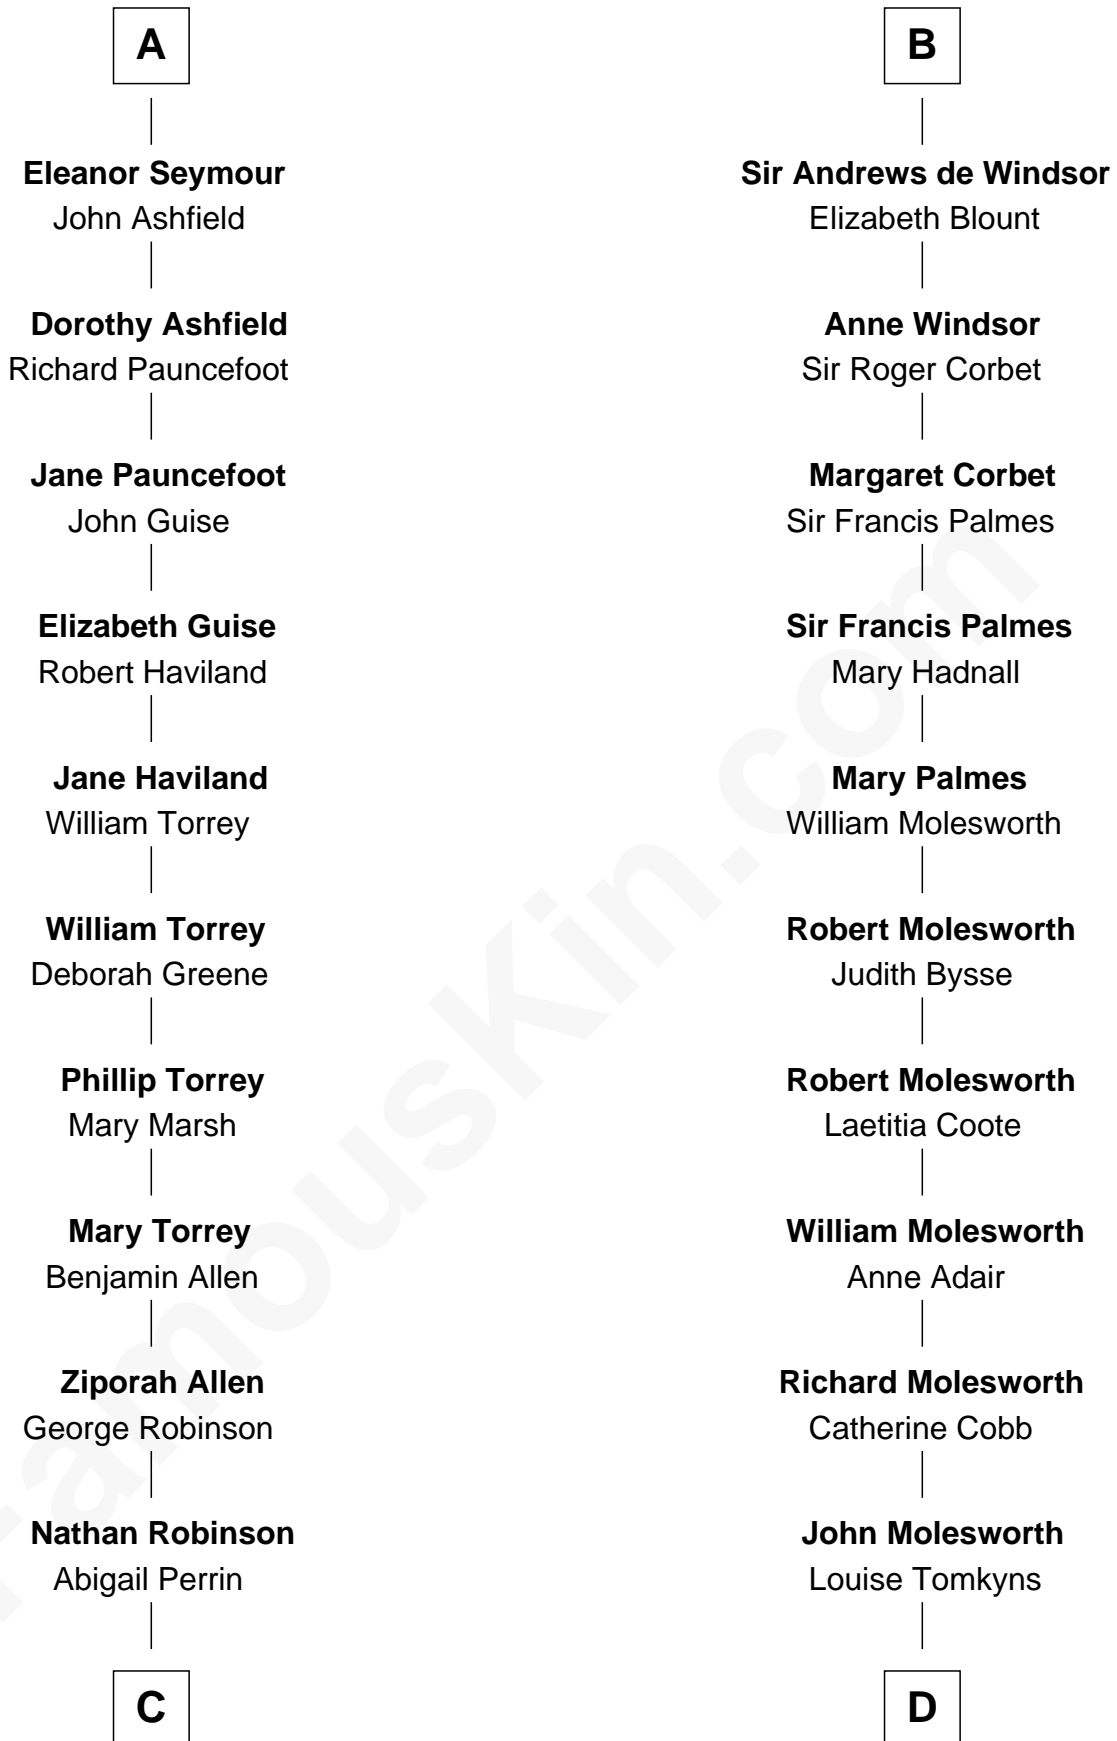 A
Eleanor Seymour
John Ashfield
Dorothy Ashfield
Richard Pauncefoot
Jane Pauncefoot
John Guise
Elizabeth Guise
Robert Haviland
Jane Haviland
William Torrey
William Torrey
Deborah Greene
Phillip Torrey
Mary Marsh
Mary Torrey
Benjamin Allen
Ziporah Allen
George Robinson
Nathan Robinson
Abigail Perrin
C
B
Sir Andrews de Windsor
Elizabeth Blount
Anne Windsor
Sir Roger Corbet
Margaret Corbet
Sir Francis Palmes
Sir Francis Palmes
Mary Hadnall
Mary Palmes
William Molesworth
Robert Molesworth
Judith Bysse
Robert Molesworth
Laetitia Coote
William Molesworth
Anne Adair
Richard Molesworth
Catherine Cobb
John Molesworth
Louise Tomkyns
D
FamousKin.com